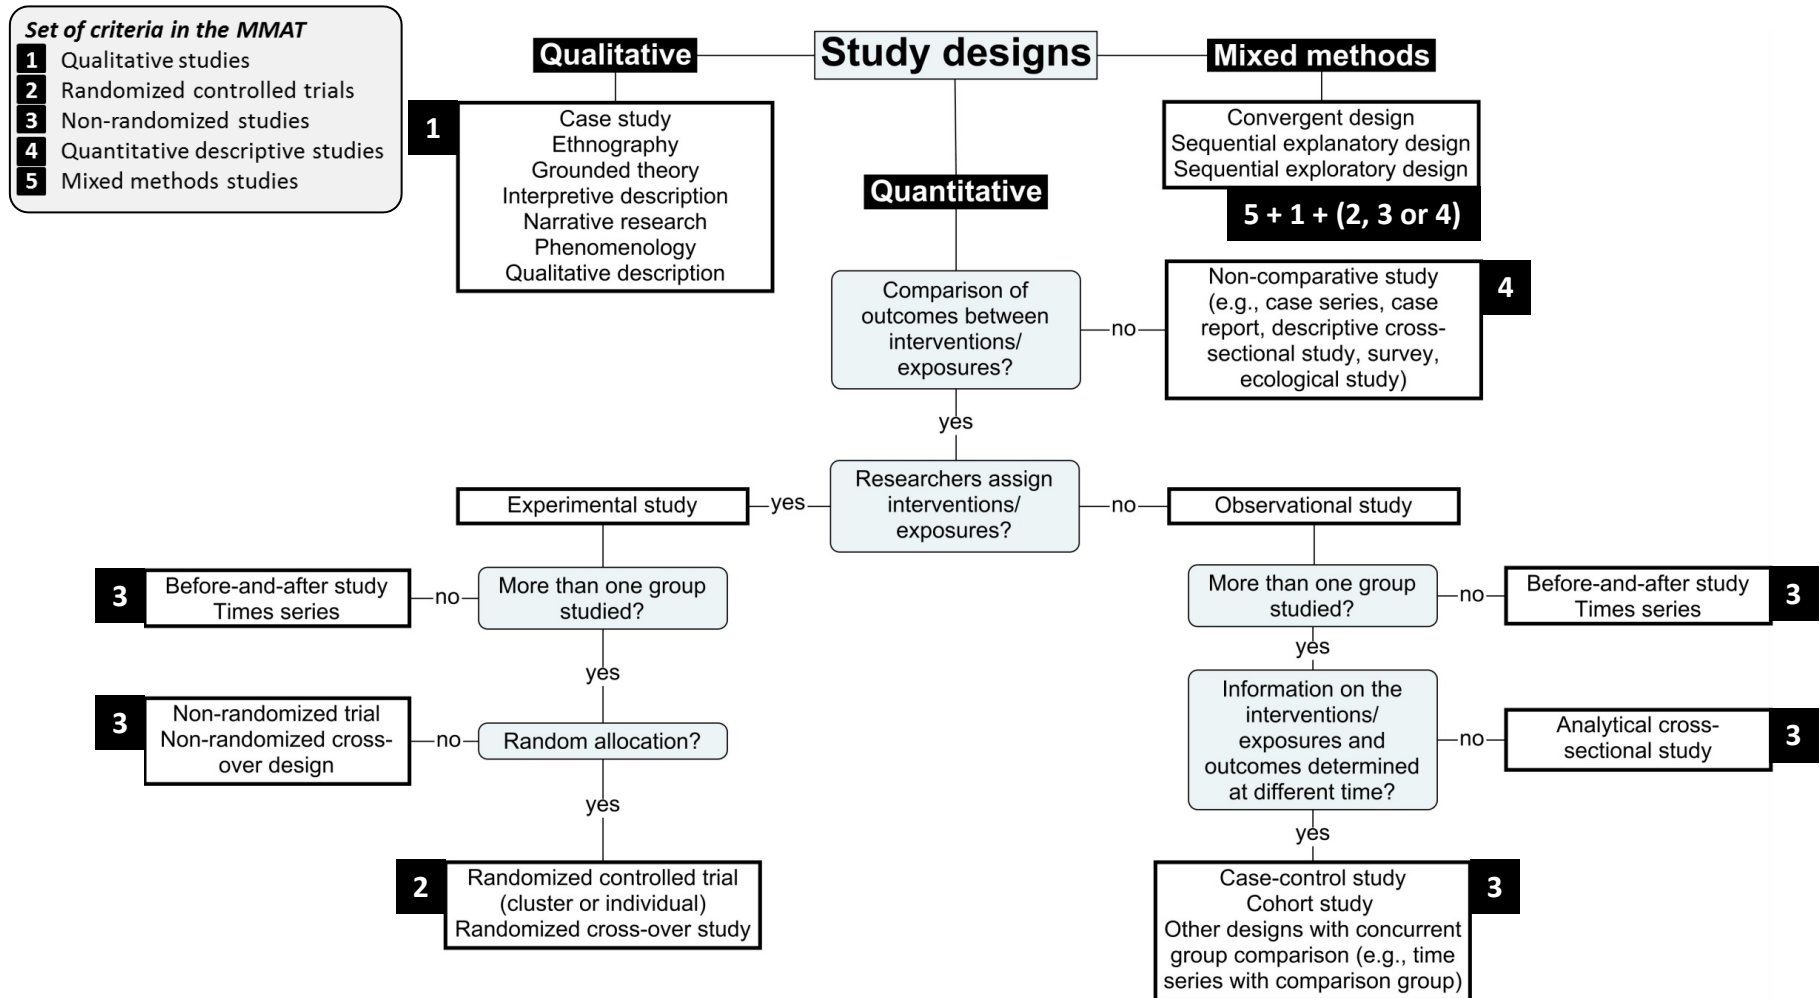 Set of criteria in the MMAT
1 Qualitative studies
2 Randomized controlled trials
3 Non-randomized studies
4 Quantitative descriptive studies
5 Mixed methods studies
Study designs
Qualitative
1
Case study
Ethnography
Grounded theory
Interpretive description
Narrative research
Phenomenology
Qualitative description
Mixed methods
Convergent design
Sequential explanatory design
Sequential exploratory design
5 + 1 + (2, 3 or 4)
Quantitative
Comparison of
outcomes between
interventions/
exposures?
no
Non-comparative study
(e.g., case series, case
report, descriptive cross-
sectional study, survey,
ecological study)
4
yes
Researchers assign
interventions/
exposures?
yes
Experimental study
no
Observational study
More than one group
studied?
no
Before-and-after study
Times series
3
yes
Random allocation?
no
Non-randomized trial
Non-randomized cross-
over design
3
yes
2
Randomized controlled trial
(cluster or individual)
Randomized cross-over study
More than one group
studied?
no
Before-and-after study
Times series
3
yes
Information on the
interventions/
exposures and
outcomes determined
at different time?
no
Analytical cross-
sectional study
3
yes
Case-control study
Cohort study
Other designs with concurrent
group comparison (e.g., time
series with comparison group)
3